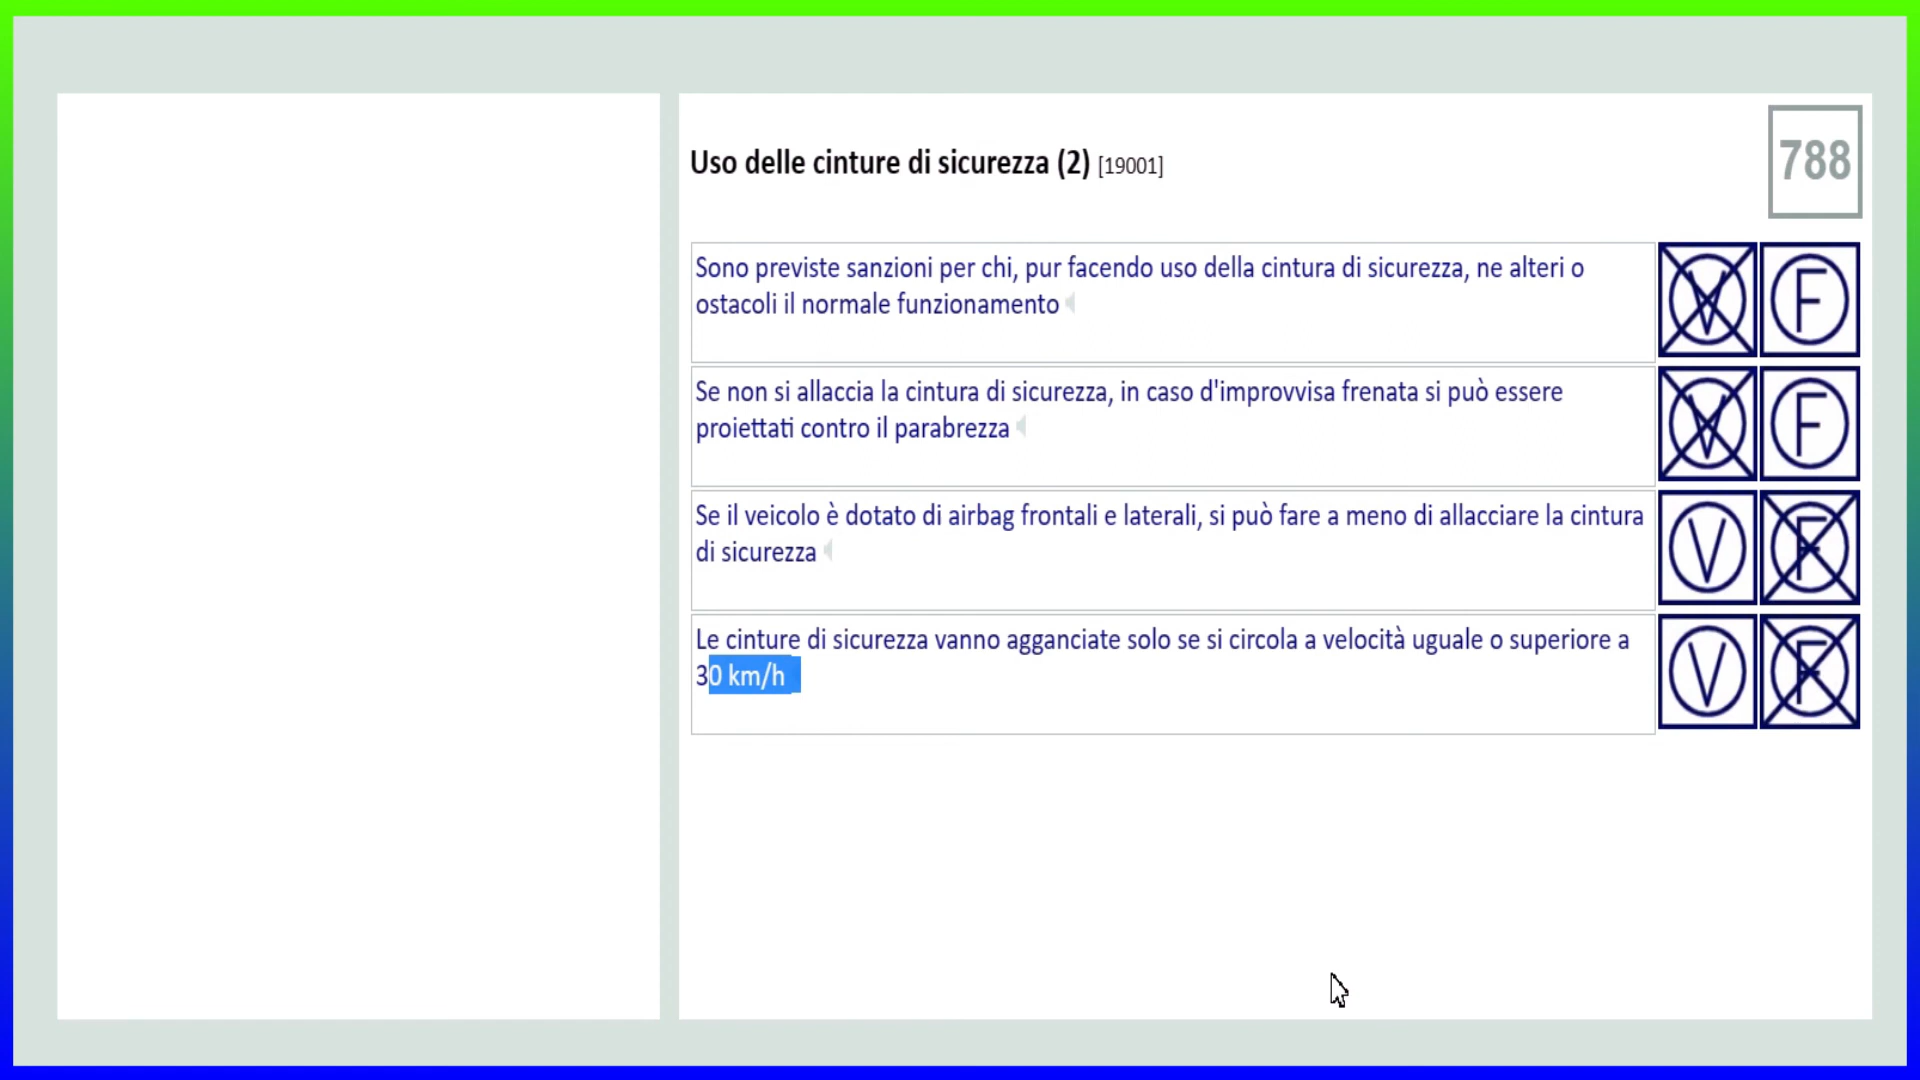 788
Uso delle cinture di sicurezza (2) [19001]
Sono previste sanzioni per chi, pur facendo uso della cintura di sicurezza, ne alteri o
ostacoli il normale funzionamento
V F
Se non si allaccia la cintura di sicurezza, in caso d'improvvisa frenata si può essere
proiettati contro il parabrezza
V F
Se il veicolo è dotato di airbag frontali e laterali, si può fare a meno di allacciare la cintura
di sicurezza
V F
Le cinture di sicurezza vanno agganciate solo se si circola a velocità uguale o superiore a
30 km/h
V F